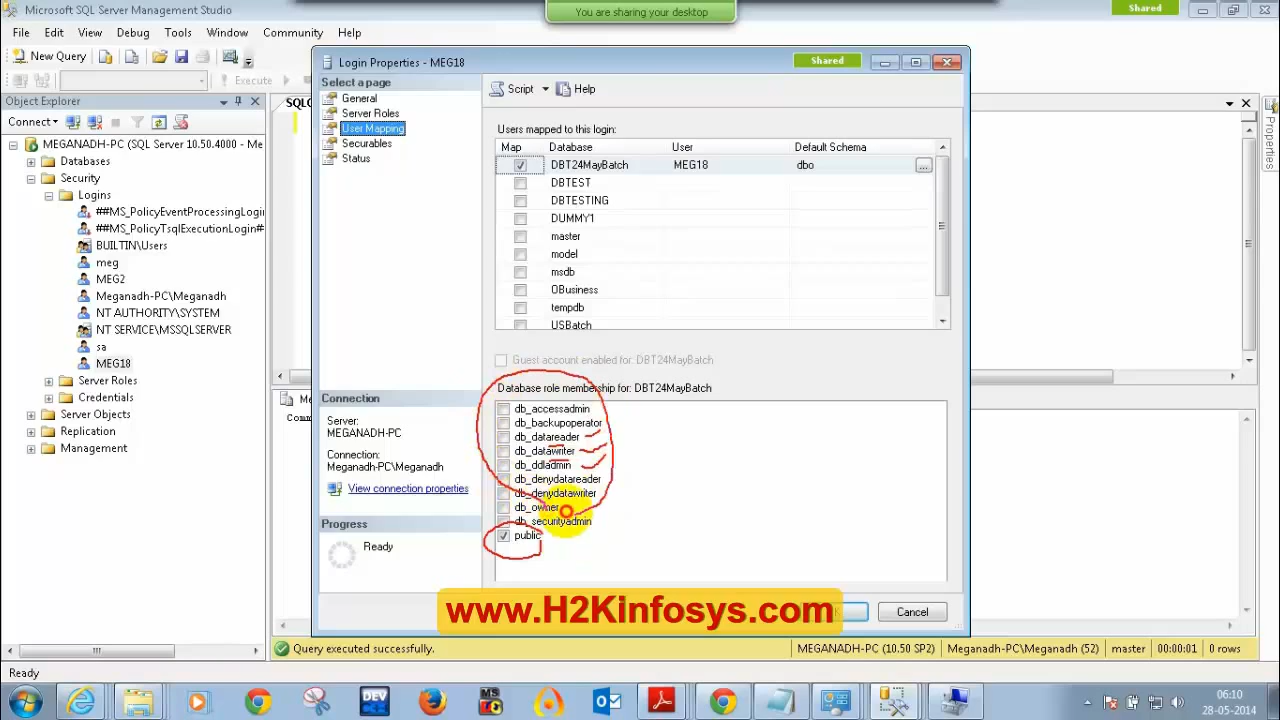 Microsoft SQL Server Management Studio
You are sharing your desktop
Shared
File Edit View Debug Tools Window Community Help
New Query
Execute
Object Explorer
Connect
MEGANADH-PC (SQL Server 10.50.4000 - Me
Databases
Security
Logins
##MS_PolicyEventProcessingLogin
##MS_PolicyTsqlExecutionLogin#
BUILTIN\Users
meg
MEG2
Meganadh-PC\Meganadh
NT AUTHORITY\SYSTEM
NT SERVICE\MSSQLSERVER
sa
MEG18
Server Roles
Credentials
Server Objects
Replication
Management
SQLQ
Me
Comm
Properties
Login Properties - MEG18
Shared
Select a page
General
Server Roles
User Mapping
Securables
Status
Connection
Server:
MEGANADH-PC
Connection:
Meganadh-PC\Meganadh
View connection properties
Progress
Ready
Script Help
Users mapped to this login:
Map Database User Default Schema
DBT24MayBatch MEG18 dbo ...
DBTEST
DBTESTING
DUMMY1
master
model
msdb
OBusiness
tempdb
USBatch
Guest account enabled for: DBT24MayBatch
Database role membership for: DBT24MayBatch
db_accessadmin
db_backupoperator
db_datareader
db_datawriter
db_ddladmin
db_denydatareader
db_denydatawriter
db_owner
db_securityadmin
public
Cancel
www.H2Kinfosys.com
Query executed successfully.
MEGANADH-PC (10.50 SP2) Meganadh-PC\Meganadh (52) master 00:00:01 0 rows
Ready
DEV
MS
06:10
28-05-2014